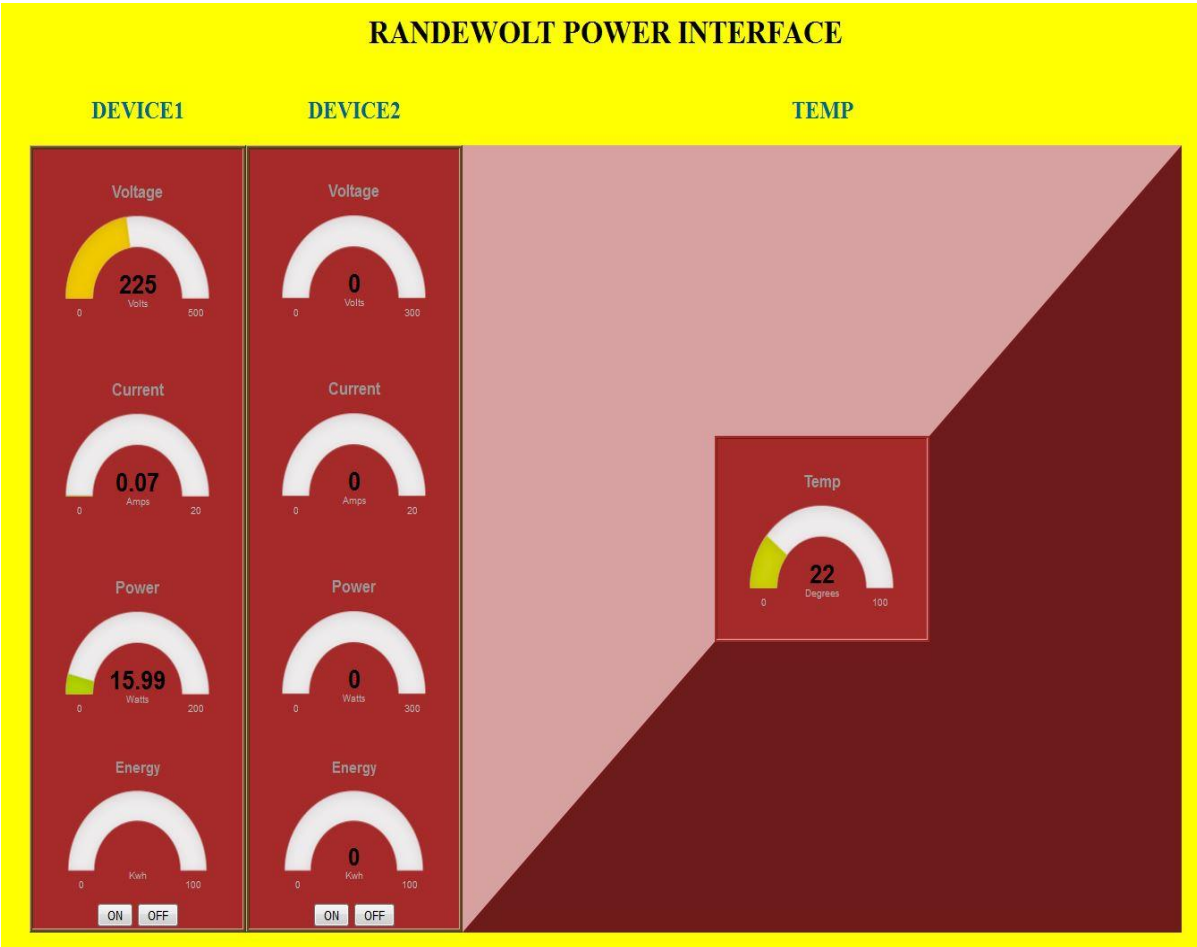 RANDEWOLT POWER INTERFACE
DEVICE1 DEVICE2 TEMP
Voltage
225
Volts
0 500
Current
0.07
Amps
0 20
Power
15.99
Watts
0 200
Energy
Kwh
0 100
ON OFF
Voltage
0
Volts
0 300
Current
0
Amps
0 20
Power
0
Watts
0 300
Energy
0
Kwh
0 100
ON OFF
Temp
22
Degrees
0 100